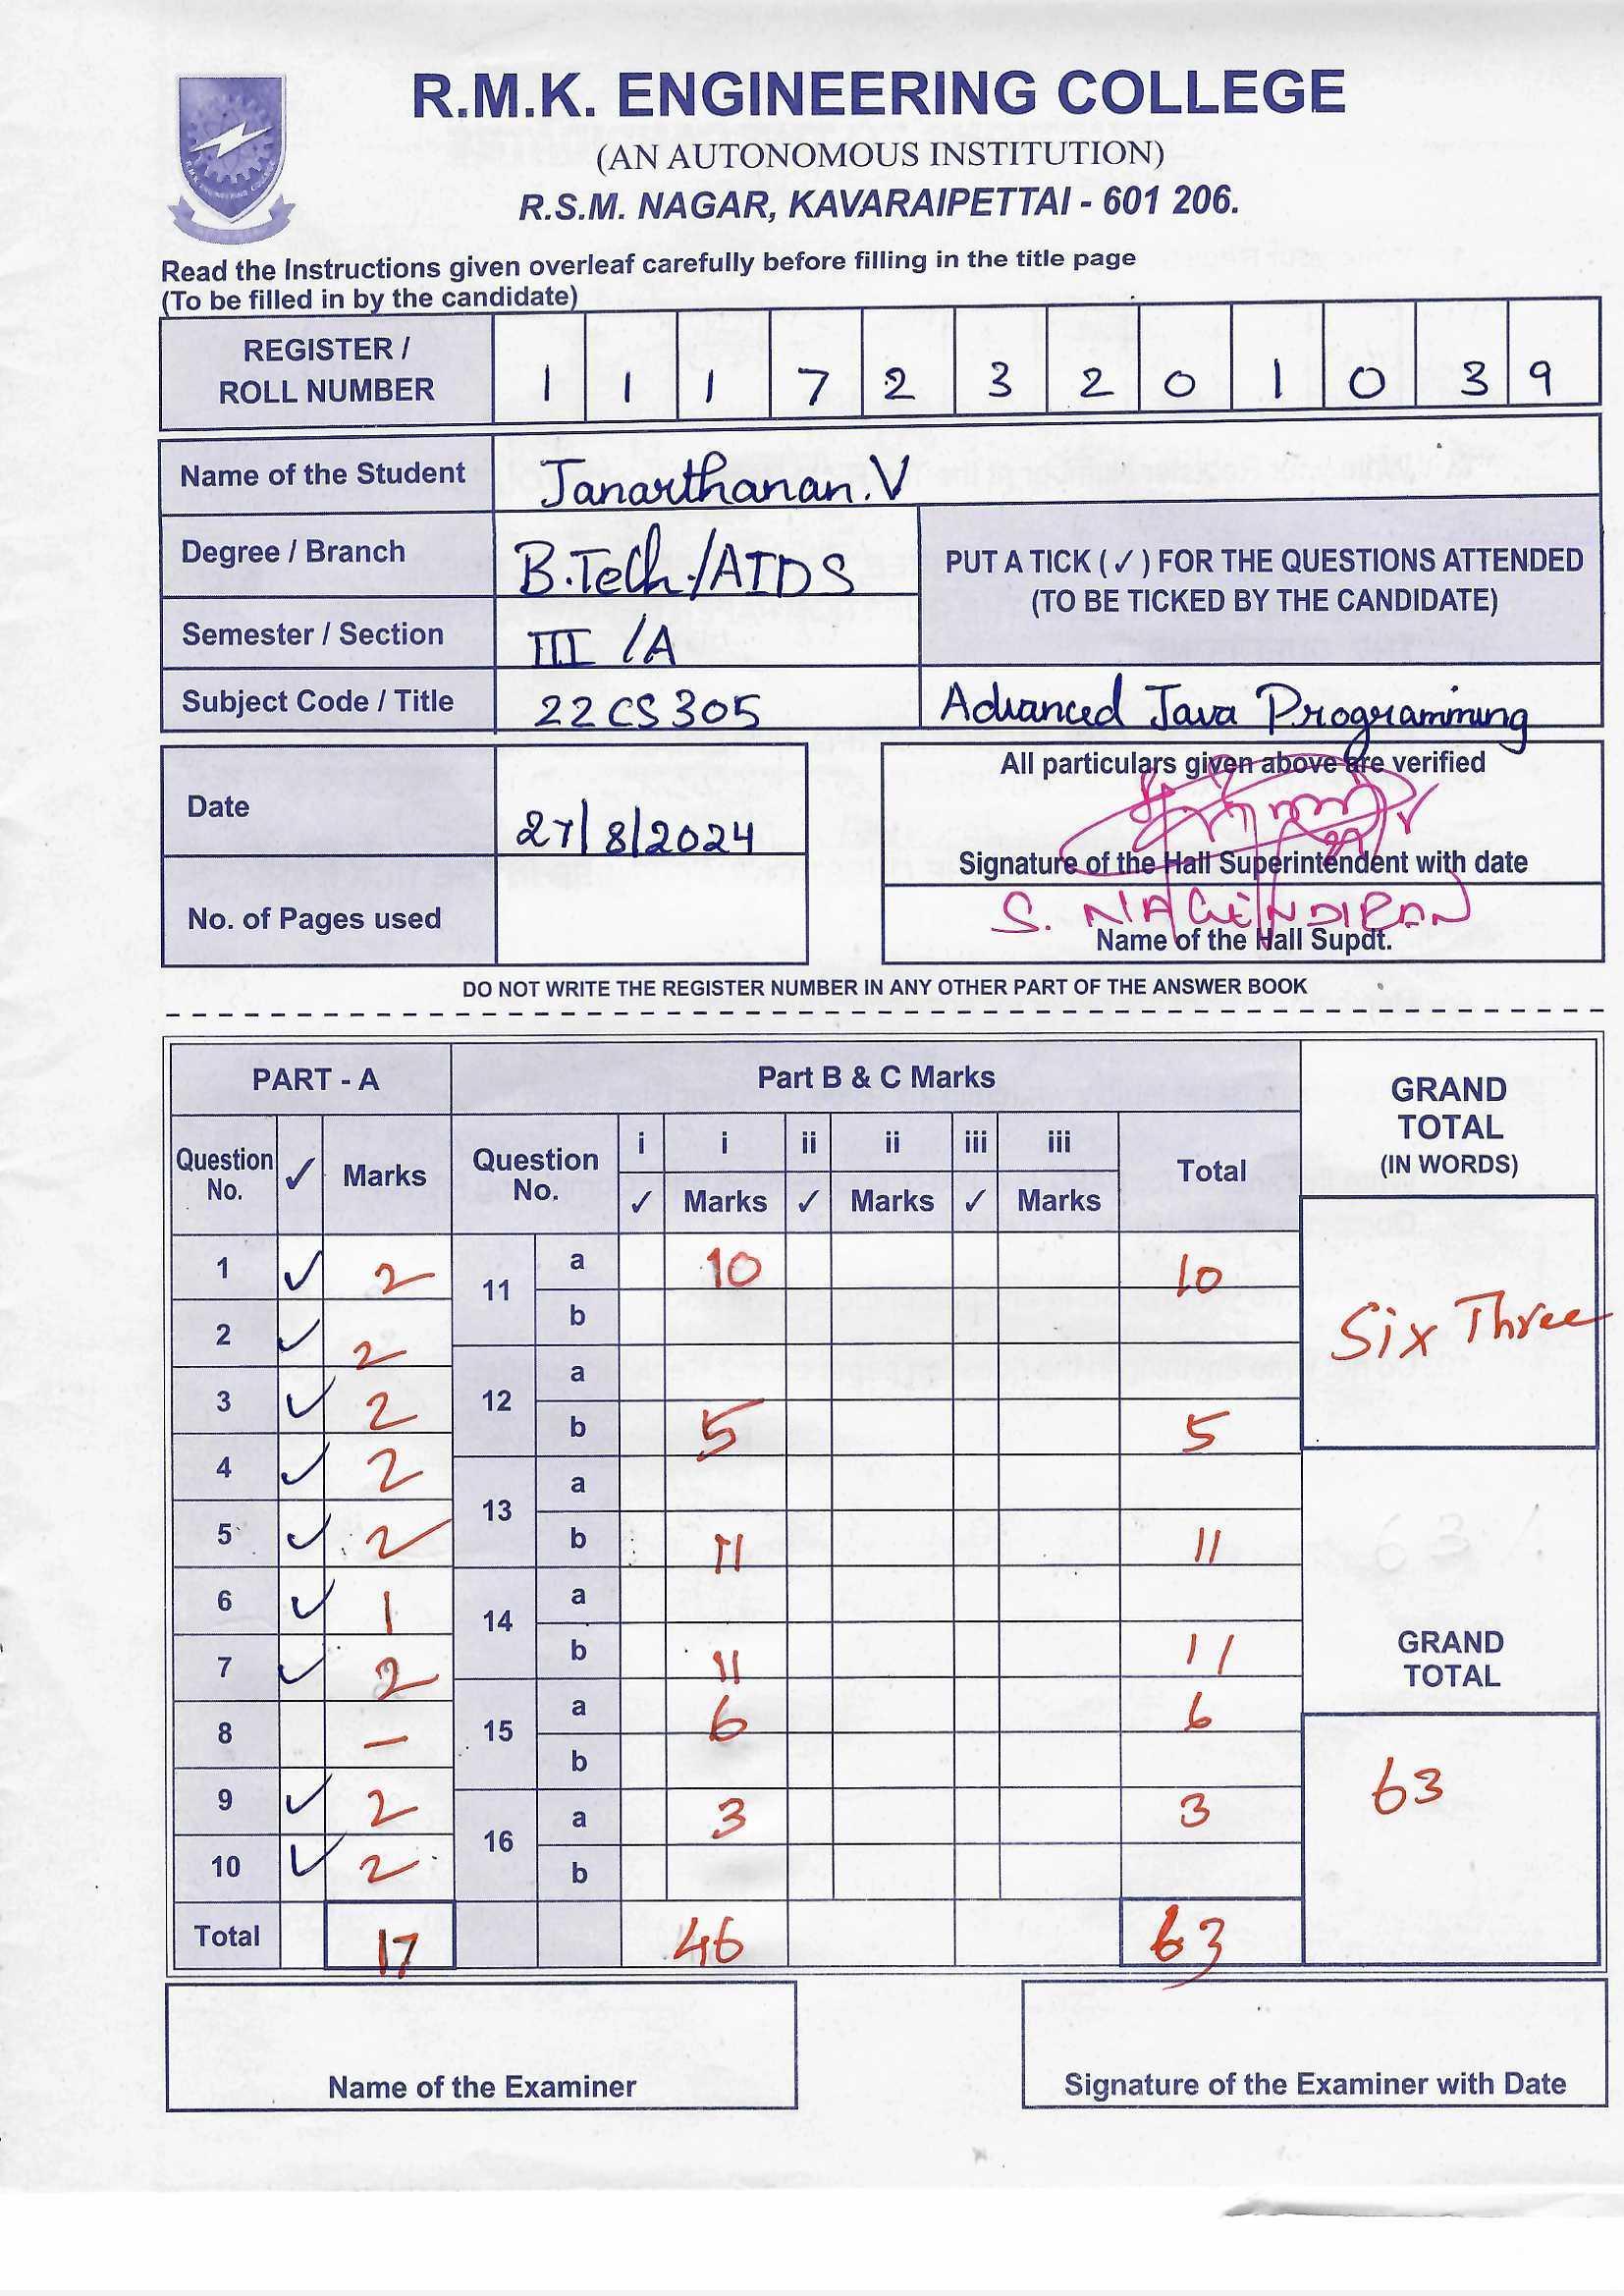 R.M.K. ENGINEERING COLLEGE
(AN AUTONOMOUS INSTITUTION)
R.S.M. NAGAR, KAVARAIPETTAI - 601 206.
R.M.K. ENGINEERING COLLEGE
Read the Instructions given overleaf carefully before filling in the title page
(To be filled in by the candidate)
REGISTER / ROLL NUMBER 1 1 1 7 2 3 2 0 1 0 3 9
Name of the Student Janarthanan.V
Degree / Branch B.Tech./AIDS
PUT A TICK (✓) FOR THE QUESTIONS ATTENDED
(TO BE TICKED BY THE CANDIDATE)
Semester / Section III /A
Subject Code / Title 22CS305 Advanced Java Programming
Date 27/8/2024
All particulars given above are verified
Signature of the Hall Superintendent with date
No. of Pages used
S. NAGENDIRAN
Name of the Hall Supdt.
DO NOT WRITE THE REGISTER NUMBER IN ANY OTHER PART OF THE ANSWER BOOK
PART - A Part B & C Marks GRAND TOTAL (IN WORDS)
Question No. ✓ Marks Question No. i i ii ii iii iii Total
✓ Marks ✓ Marks ✓ Marks
1 ✓ 2 11 a 10 10
2 ✓ 2 b
Six Three
3 ✓ 2 12 a
b 5 5
4 ✓ 2 13 a
5 ✓ 2 b 11 11
6 ✓ 1 14 a
7 ✓ 2 b 11 11
GRAND TOTAL
8 – 15 a 6 6
b
63
9 ✓ 2 16 a 3 3
10 ✓ 2 b
Total 17 46 63
Name of the Examiner Signature of the Examiner with Date